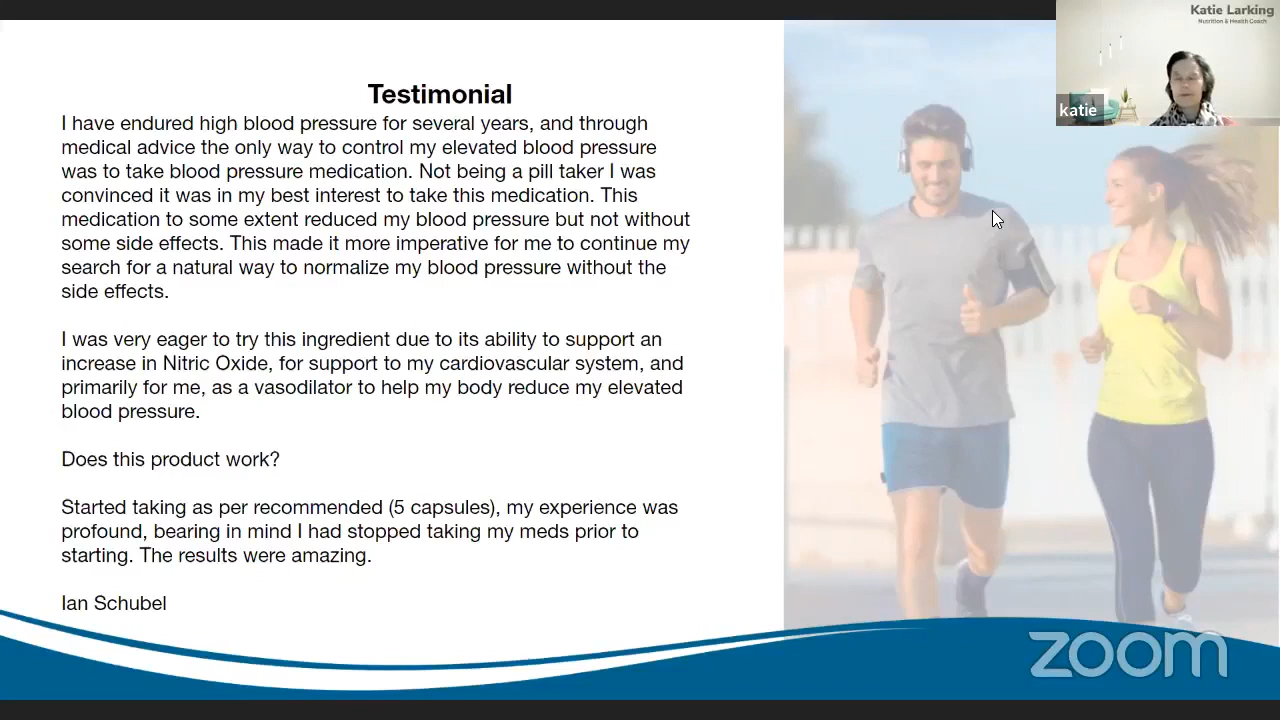 Katie Larking
Nutrition & Health Coach
katie
Testimonial
I have endured high blood pressure for several years, and through
medical advice the only way to control my elevated blood pressure
was to take blood pressure medication. Not being a pill taker I was
convinced it was in my best interest to take this medication. This
medication to some extent reduced my blood pressure but not without
some side effects. This made it more imperative for me to continue my
search for a natural way to normalize my blood pressure without the
side effects.
I was very eager to try this ingredient due to its ability to support an
increase in Nitric Oxide, for support to my cardiovascular system, and
primarily for me, as a vasodilator to help my body reduce my elevated
blood pressure.
Does this product work?
Started taking as per recommended (5 capsules), my experience was
profound, bearing in mind I had stopped taking my meds prior to
starting. The results were amazing.
Ian Schubel
zoom